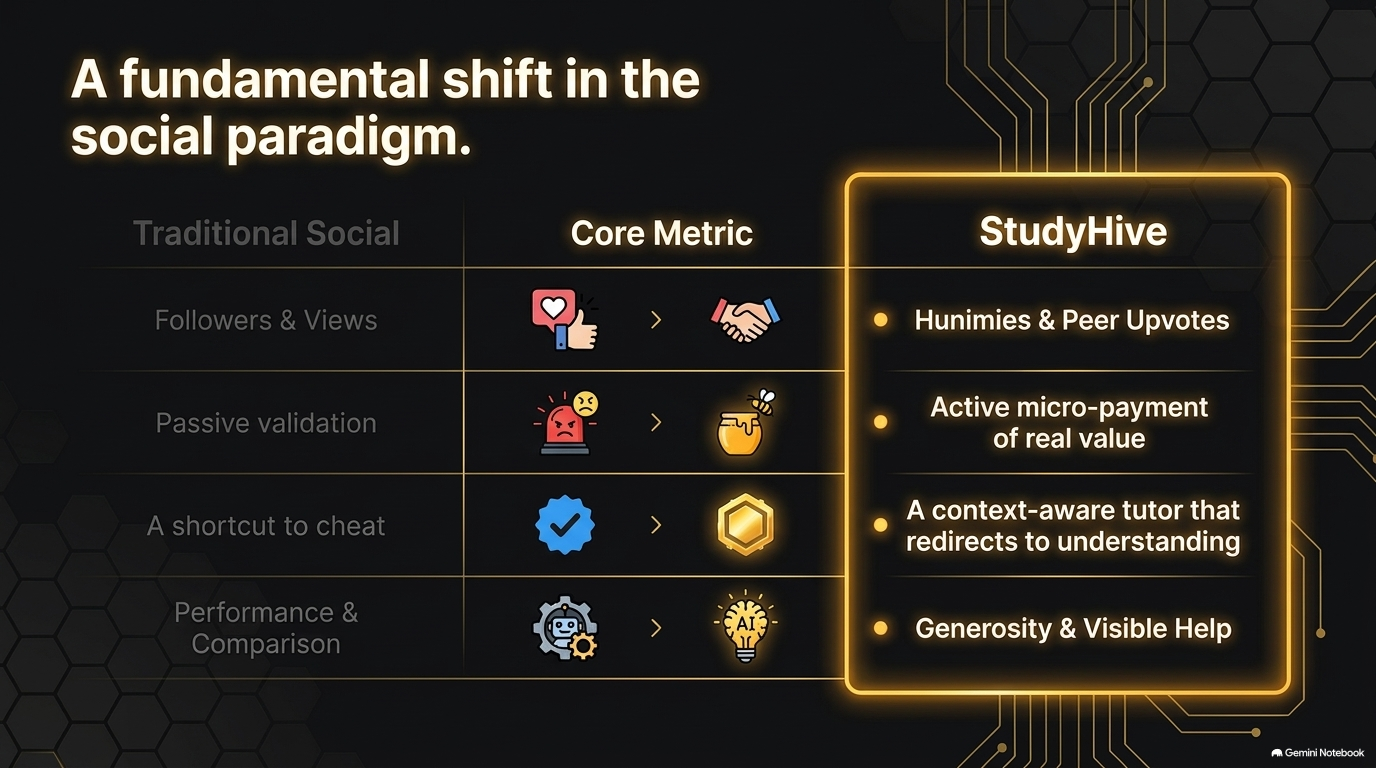 A fundamental shift in the
social paradigm.
Traditional Social
Core Metric
StudyHive
Followers & Views
Hunimies & Peer Upvotes
Passive validation
Active micro-payment
of real value
A shortcut to cheat
A context-aware tutor that
redirects to understanding
Performance &
Comparison
AI
Generosity & Visible Help
Gemini Notebook